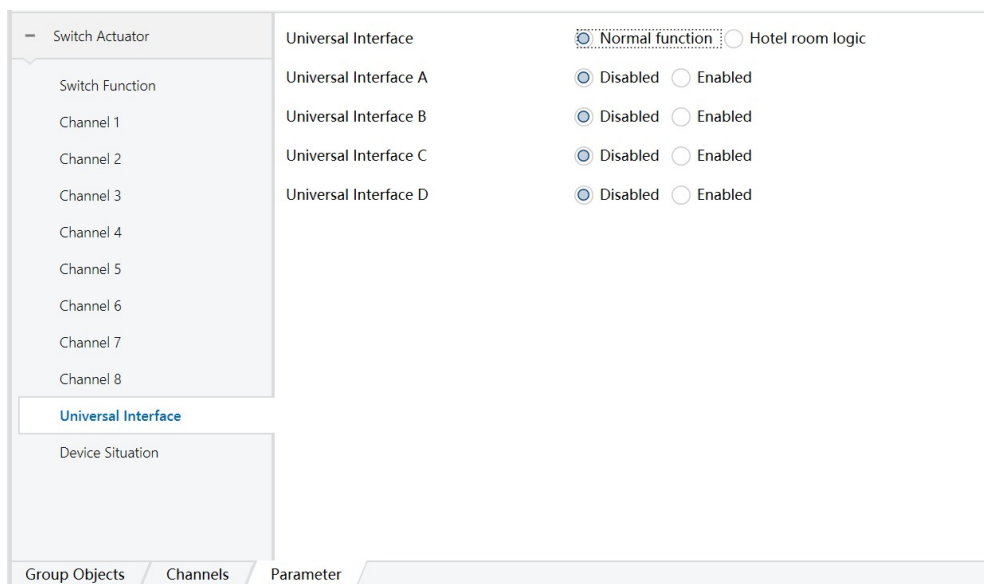 Switch Actuator
Switch Function
Channel 1
Channel 2
Channel 3
Channel 4
Channel 5
Channel 6
Channel 7
Channel 8
Universal Interface
Device Situation
Universal Interface Normal function Hotel room logic
Universal Interface A Disabled Enabled
Universal Interface B Disabled Enabled
Universal Interface C Disabled Enabled
Universal Interface D Disabled Enabled
Group Objects Channels Parameter